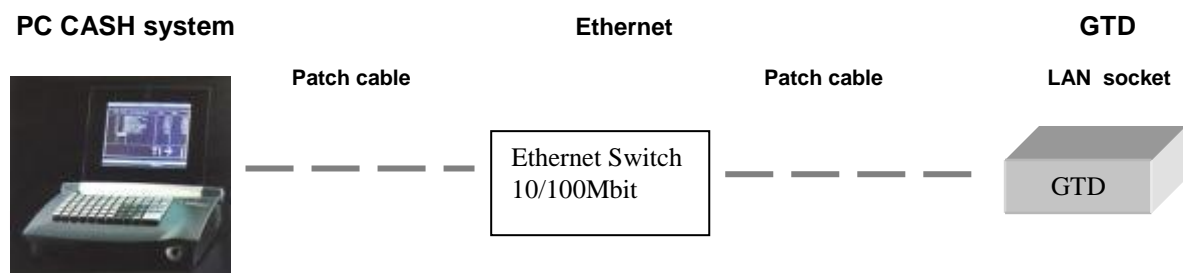 PC CASH system
Ethernet
GTD
Patch cable
Patch cable
LAN socket
Ethernet Switch
10/100Mbit
GTD